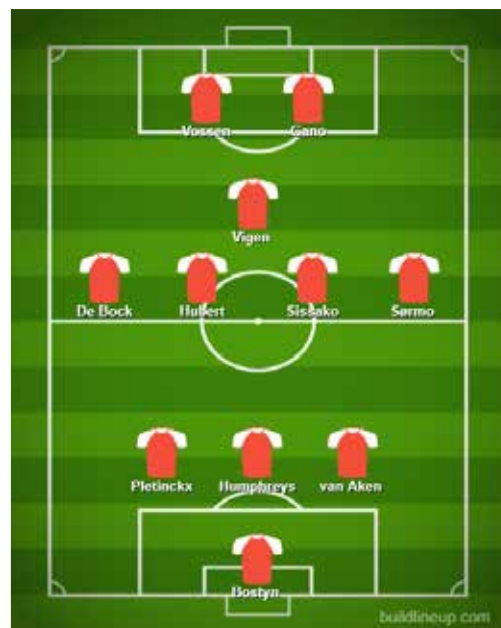 Vossen
Gano
Vigen
De Bock
Hubert
Sissako
Sørmo
Pletinckx
Humphreys
van Aken
Bostyn
buildlineup.com